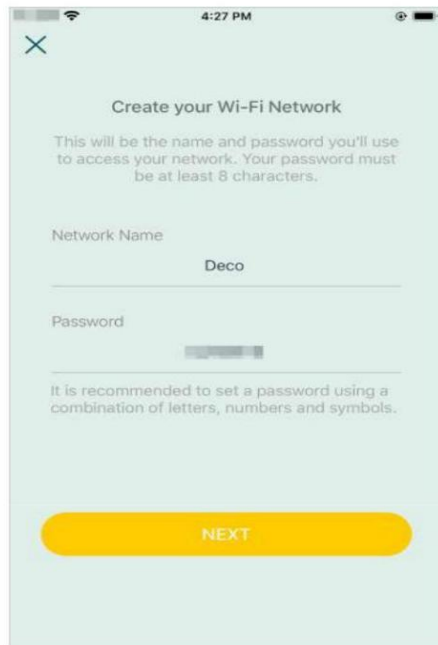 4:27 PM
Create your Wi-Fi Network
This will be the name and password you'll use
to access your network. Your password must
be at least 8 characters.
Network Name
Deco
Password
It is recommended to set a password using a
combination of letters, numbers and symbols.
NEXT